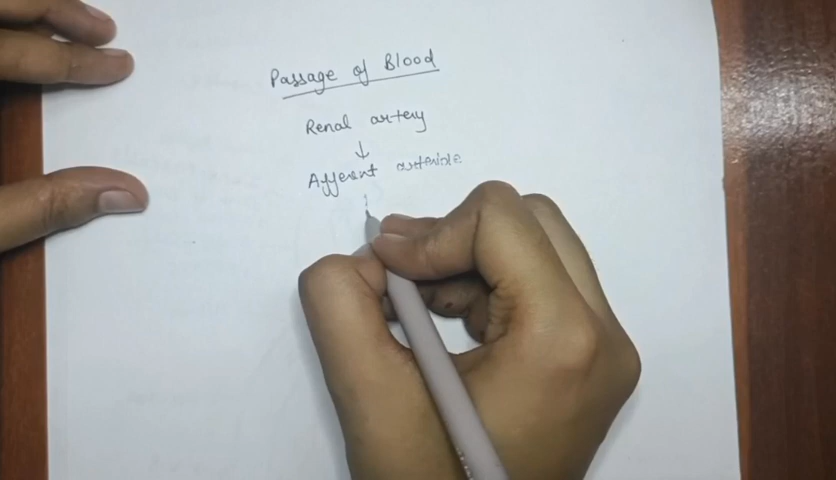 Passage of Blood
Renal artery
↓
Afferent arteriole